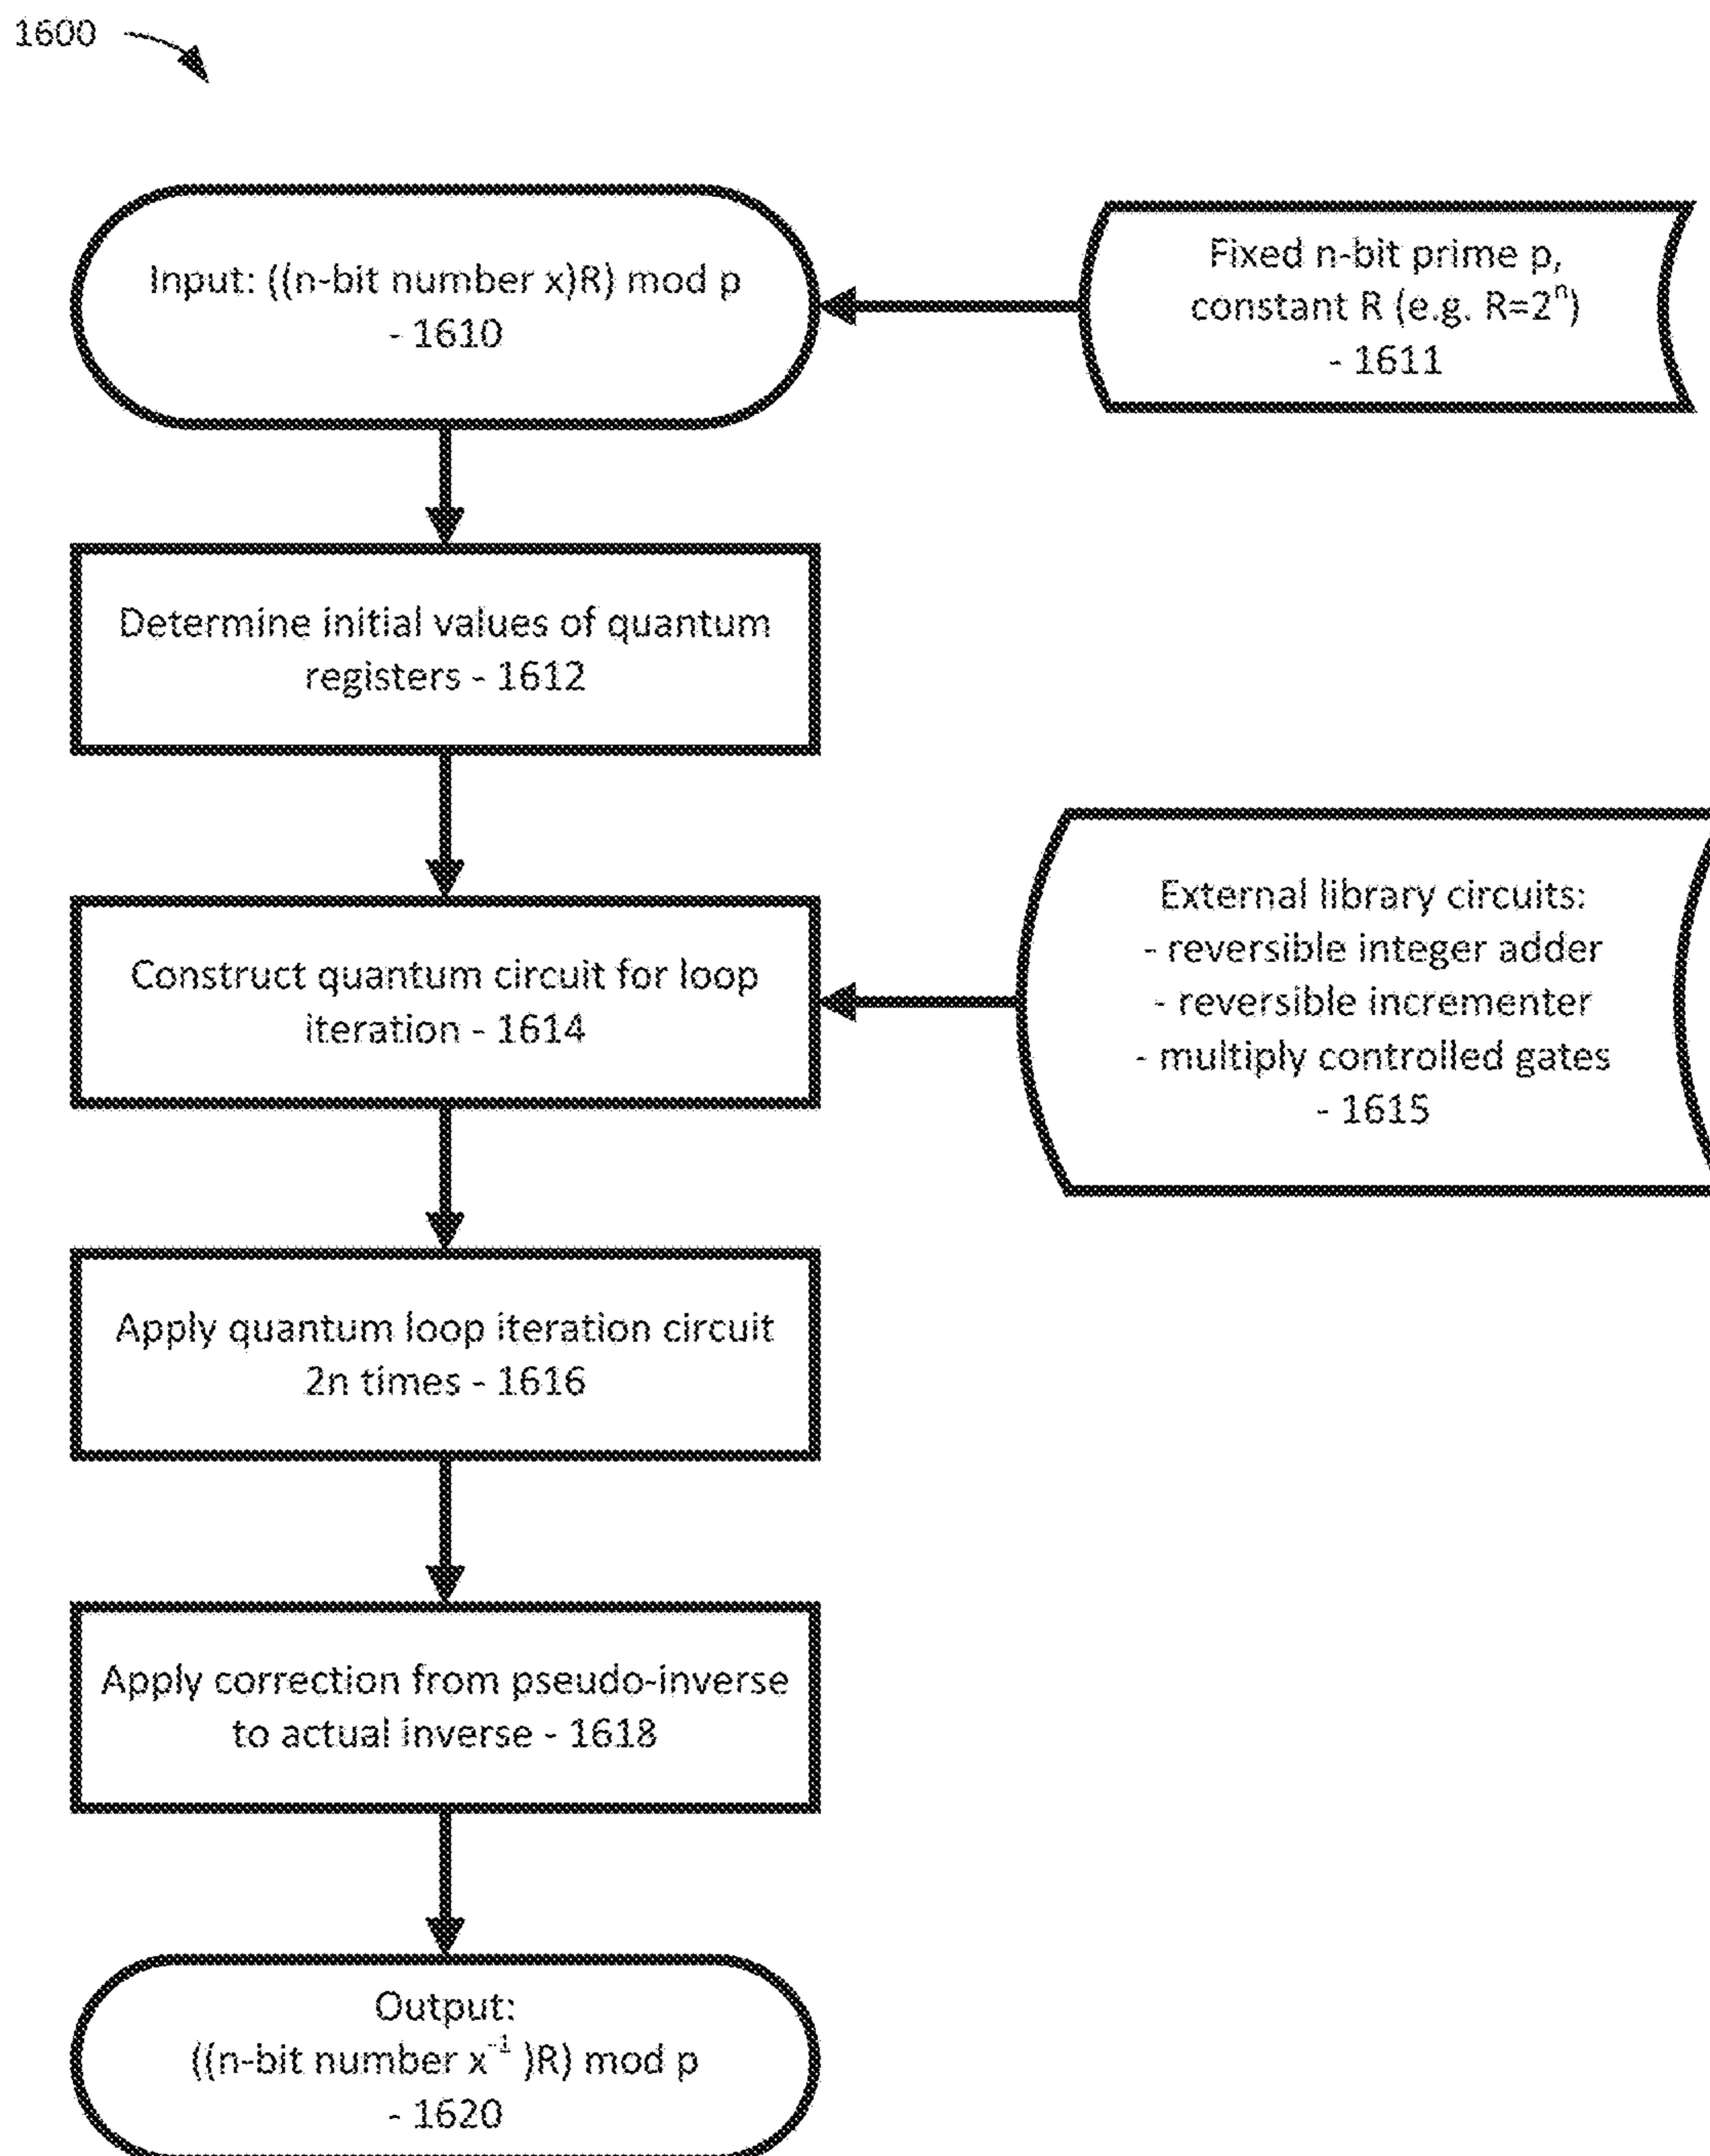 1600
Input: ((n-bit number x)R) mod p
- 1610
Fixed n-bit prime p,
constant R (e.g. R=2ⁿ)
- 1611
Determine initial values of quantum
registers - 1612
Construct quantum circuit for loop
iteration - 1614
External library circuits:
- reversible integer adder
- reversible incrementer
- multiply controlled gates
- 1615
Apply quantum loop iteration circuit
2n times - 1616
Apply correction from pseudo-inverse
to actual inverse - 1618
Output:
((n-bit number x⁻¹ )R) mod p
- 1620